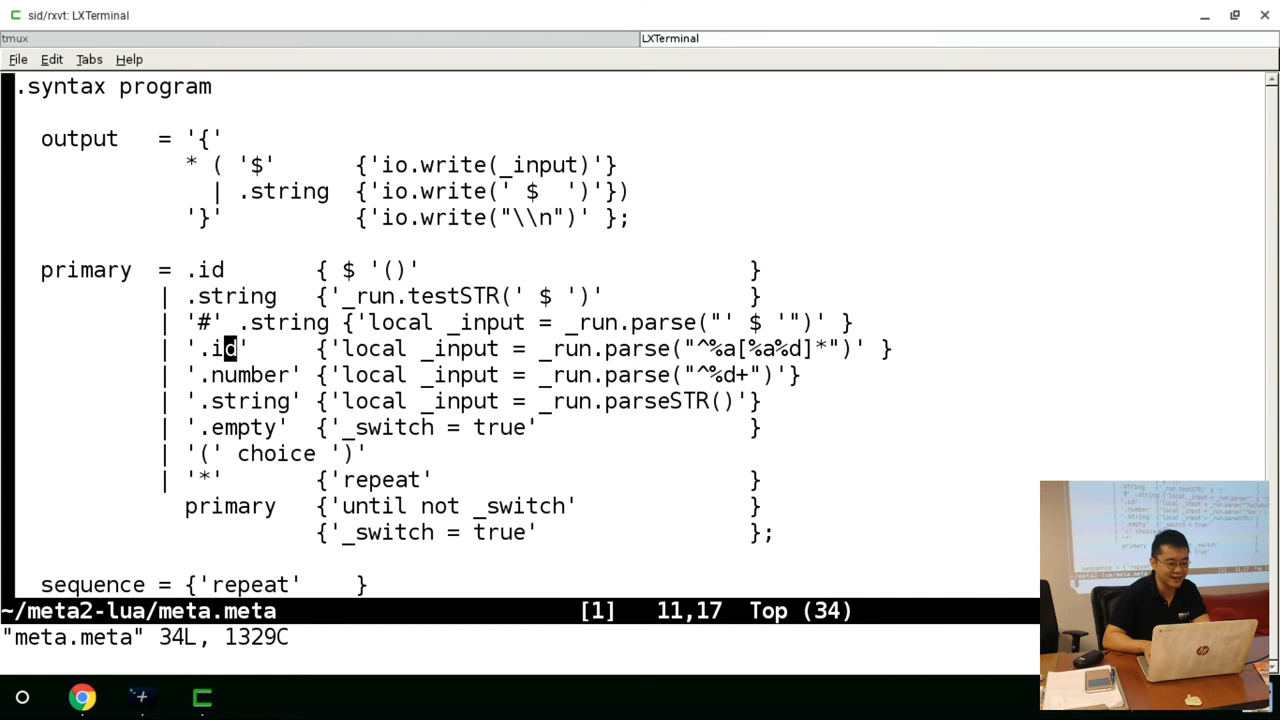 sid/rxvt: LXTerminal
tmux LXTerminal
File Edit Tabs Help
.syntax program
output = '{'
* ( '$' {'io.write(_input)'}
| .string {'io.write(' $ ')'})
'}' {'io.write("\\n")' };
primary = .id { $ '()' }
| .string {'_run.testSTR(' $ ')' }
| '#' .string {'local _input = _run.parse("' $ '")' }
| '.id' {'local _input = _run.parse("^%a[%a%d]*")' }
| '.number' {'local _input = _run.parse("^%d+")'}
| '.string' {'local _input = _run.parseSTR()'}
| '.empty' {'_switch = true' }
| '(' choice ')'
| '*' {'repeat' }
primary {'until not _switch' }
{'_switch = true' };
sequence = {'repeat' }
~/meta2-lua/meta.meta [1] 11,17 Top (34)
"meta.meta" 34L, 1329C